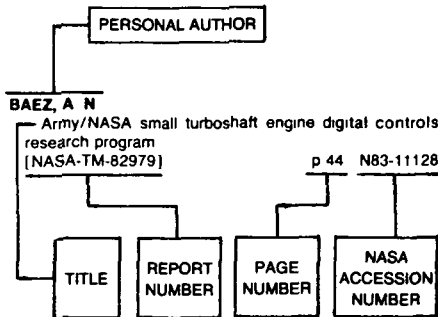 PERSONAL AUTHOR
BAEZ, A N
Army/NASA small turboshaft engine digital controls
research program
[NASA-TM-82979] p 44 N83-11128
TITLE
REPORT
NUMBER
PAGE
NUMBER
NASA
ACCESSION
NUMBER